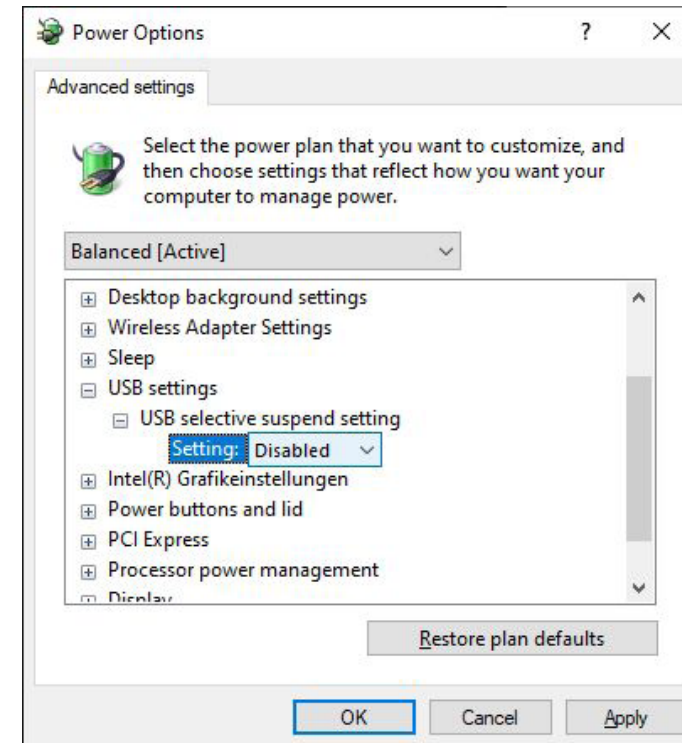 Power Options
Advanced settings
Select the power plan that you want to customize, and
then choose settings that reflect how you want your
computer to manage power.
Balanced [Active]
Desktop background settings
Wireless Adapter Settings
Sleep
USB settings
USB selective suspend setting
Setting: Disabled
Intel(R) Grafikeinstellungen
Power buttons and lid
PCI Express
Processor power management
Display
Restore plan defaults
OK Cancel Apply